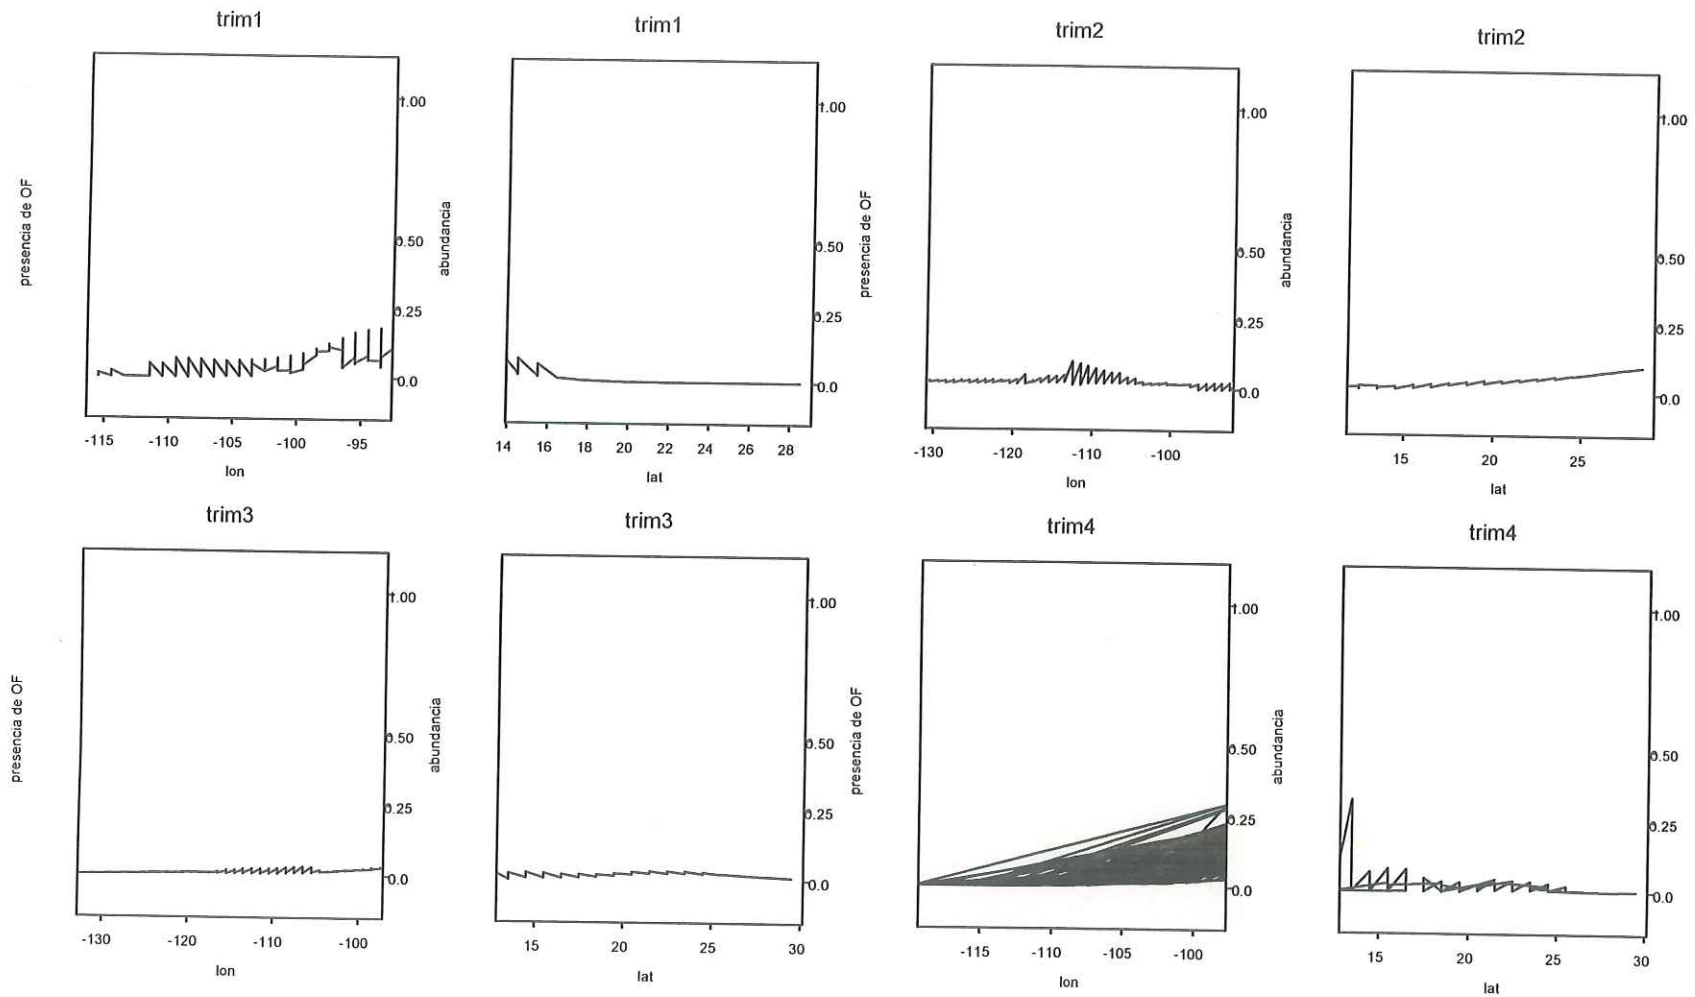 trim1
presencia de OF
1.00
0.50
0.25
0.0
-115 -110 -105 -100 -95
lon
trim1
abundancia
1.00
0.50
0.25
0.0
14 16 18 20 22 24 26 28
lat
trim2
presencia de OF
1.00
0.50
0.25
0.0
-130 -120 -110 -100
lon
trim2
abundancia
1.00
0.50
0.25
0.0
15 20 25
lat
trim3
presencia de OF
1.00
0.50
0.25
0.0
-130 -120 -110 -100
lon
trim3
abundancia
1.00
0.50
0.25
0.0
15 20 25 30
lat
trim4
presencia de OF
1.00
0.50
0.25
0.0
-115 -110 -105 -100
lon
trim4
abundancia
1.00
0.50
0.25
0.0
15 20 25 30
lat